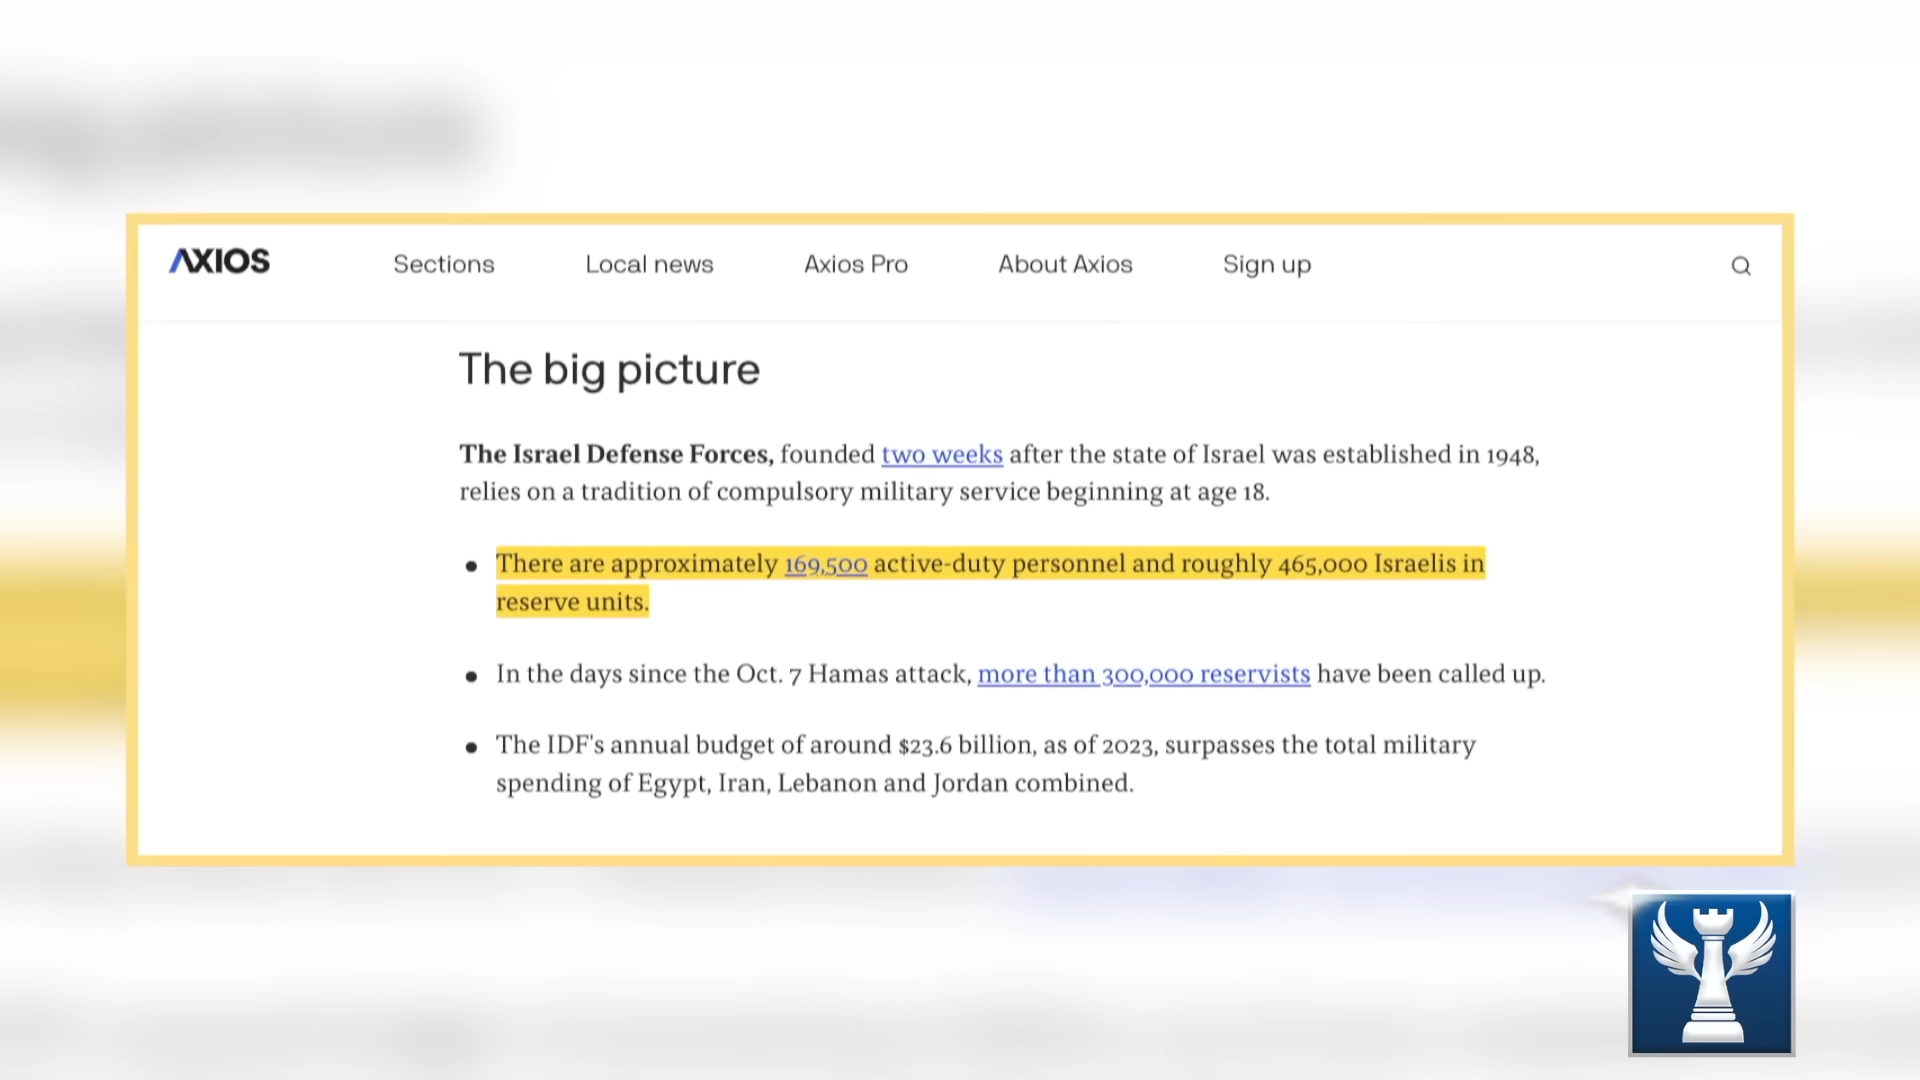 AXIOS Sections Local news Axios Pro About Axios Sign up
The big picture
The Israel Defense Forces, founded two weeks after the state of Israel was established in 1948,
relies on a tradition of compulsory military service beginning at age 18.
• There are approximately 169,500 active-duty personnel and roughly 465,000 Israelis in
reserve units.
• In the days since the Oct. 7 Hamas attack, more than 300,000 reservists have been called up.
• The IDF's annual budget of around $23.6 billion, as of 2023, surpasses the total military
spending of Egypt, Iran, Lebanon and Jordan combined.